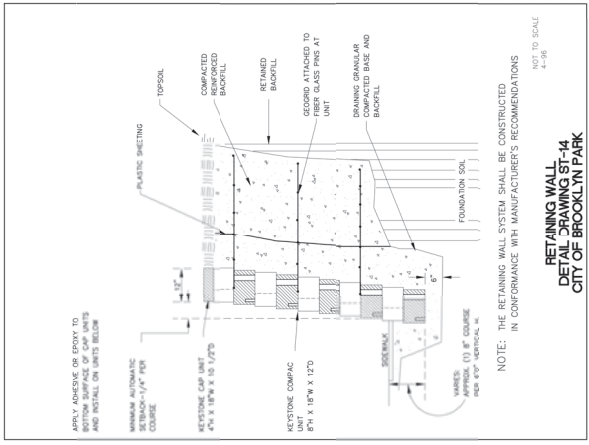 APPLY ADHESIVE OR EPOXY TO
BOTTOM SURFACE OF CAP UNITS
AND INSTALL ON UNITS BELOW
MINIMUM AUTOMATIC
SETBACK-1/4" PER
COURSE
KEYSTONE CAP UNIT
4"H X 18"W X 10 1/2"D
KEYSTONE COMPAC
UNIT
8"H X 18"W X 12"D
12"
PLASTIC SHEETING
TOPSOIL
COMPACTED
REINFORCED
BACKFILL
RETAINED
BACKFILL
GEOGRID ATTACHED TO
FIBER GLASS PINS AT
UNIT
DRAINING GRANULAR
COMPACTED BASE AND
BACKFILL
FOUNDATION SOIL
SIDEWALK
6"
VARIES:
APPROX. (1) 8" COURSE
PER 6'0" VERTICAL H.
NOTE: THE RETAINING WALL SYSTEM SHALL BE CONSTRUCTED
IN CONFORMANCE WITH MANUFACTURER'S RECOMMENDATIONS
NOT TO SCALE
4-96
RETAINING WALL
DETAIL DRAWING ST-14
CITY OF BROOKLYN PARK